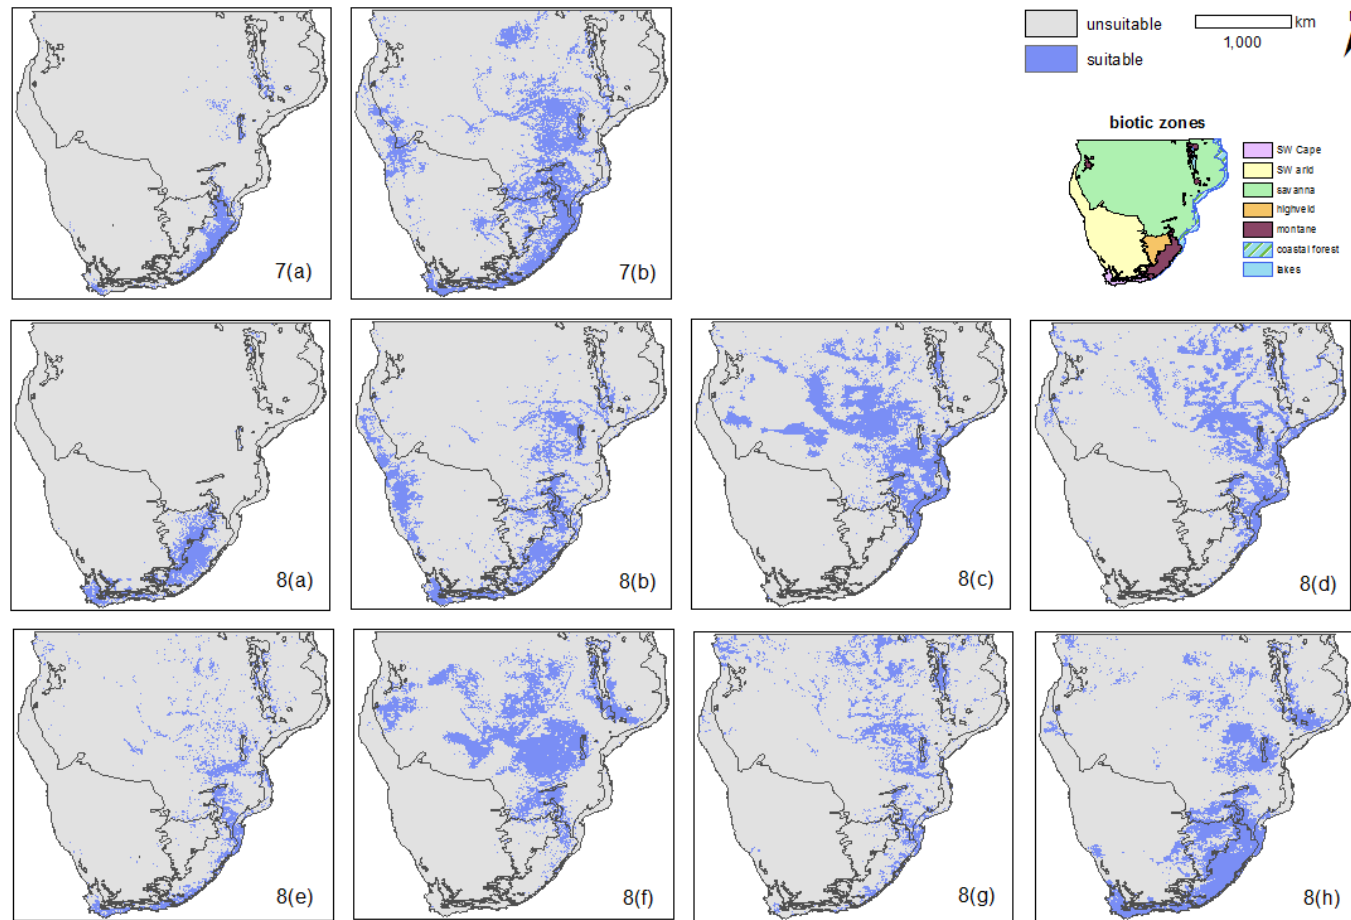 unsuitable
km
1,000
suitable
biotic zones
SW Cape
SW arid
savanna
highveld
montane
coastal forest
lakes
7(a)
7(b)
8(a)
8(b)
8(c)
8(d)
8(e)
8(f)
8(g)
8(h)